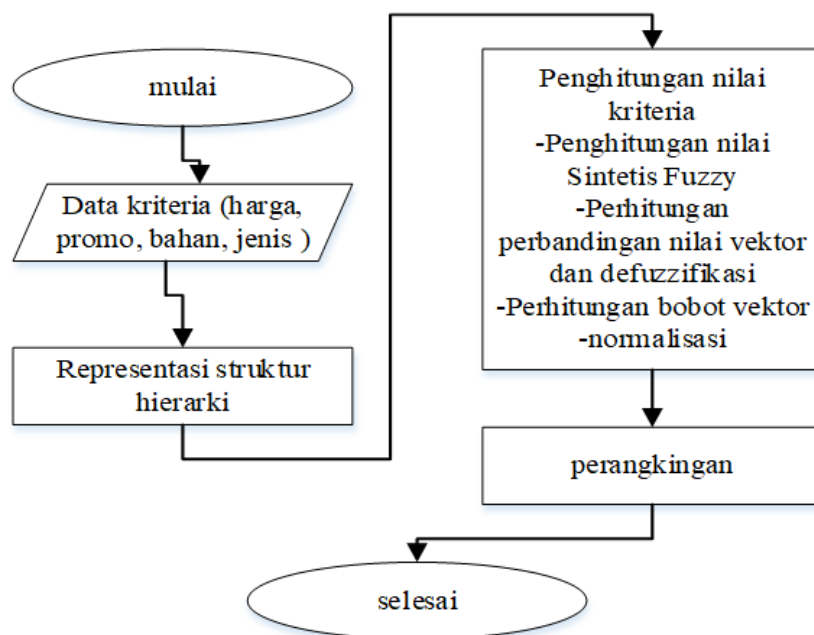 mulai
Data kriteria (harga,
promo, bahan, jenis )
Representasi struktur
hierarki
Penghitungan nilai
kriteria
-Penghitungan nilai
Sintetis Fuzzy
-Perhitungan
perbandingan nilai vektor
dan defuzzifikasi
-Perhitungan bobot vektor
-normalisasi
perangkingan
selesai